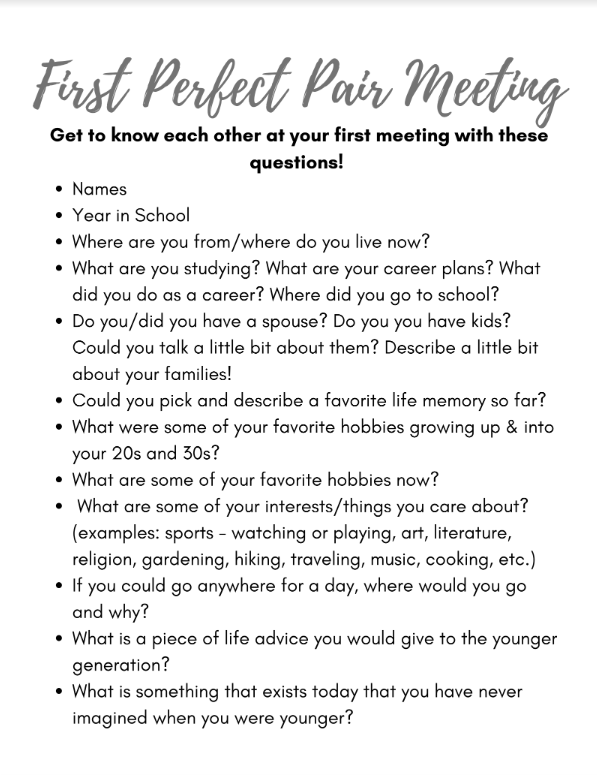 First Perfect Pair Meeting
Get to know each other at your first meeting with these
questions!
• Names
• Year in School
• Where are you from/where do you live now?
• What are you studying? What are your career plans? What
did you do as a career? Where did you go to school?
• Do you/did you have a spouse? Do you you have kids?
Could you talk a little bit about them? Describe a little bit
about your families!
• Could you pick and describe a favorite life memory so far?
• What were some of your favorite hobbies growing up & into
your 20s and 30s?
• What are some of your favorite hobbies now?
• What are some of your interests/things you care about?
(examples: sports - watching or playing, art, literature,
religion, gardening, hiking, traveling, music, cooking, etc.)
• If you could go anywhere for a day, where would you go
and why?
• What is a piece of life advice you would give to the younger
generation?
• What is something that exists today that you have never
imagined when you were younger?